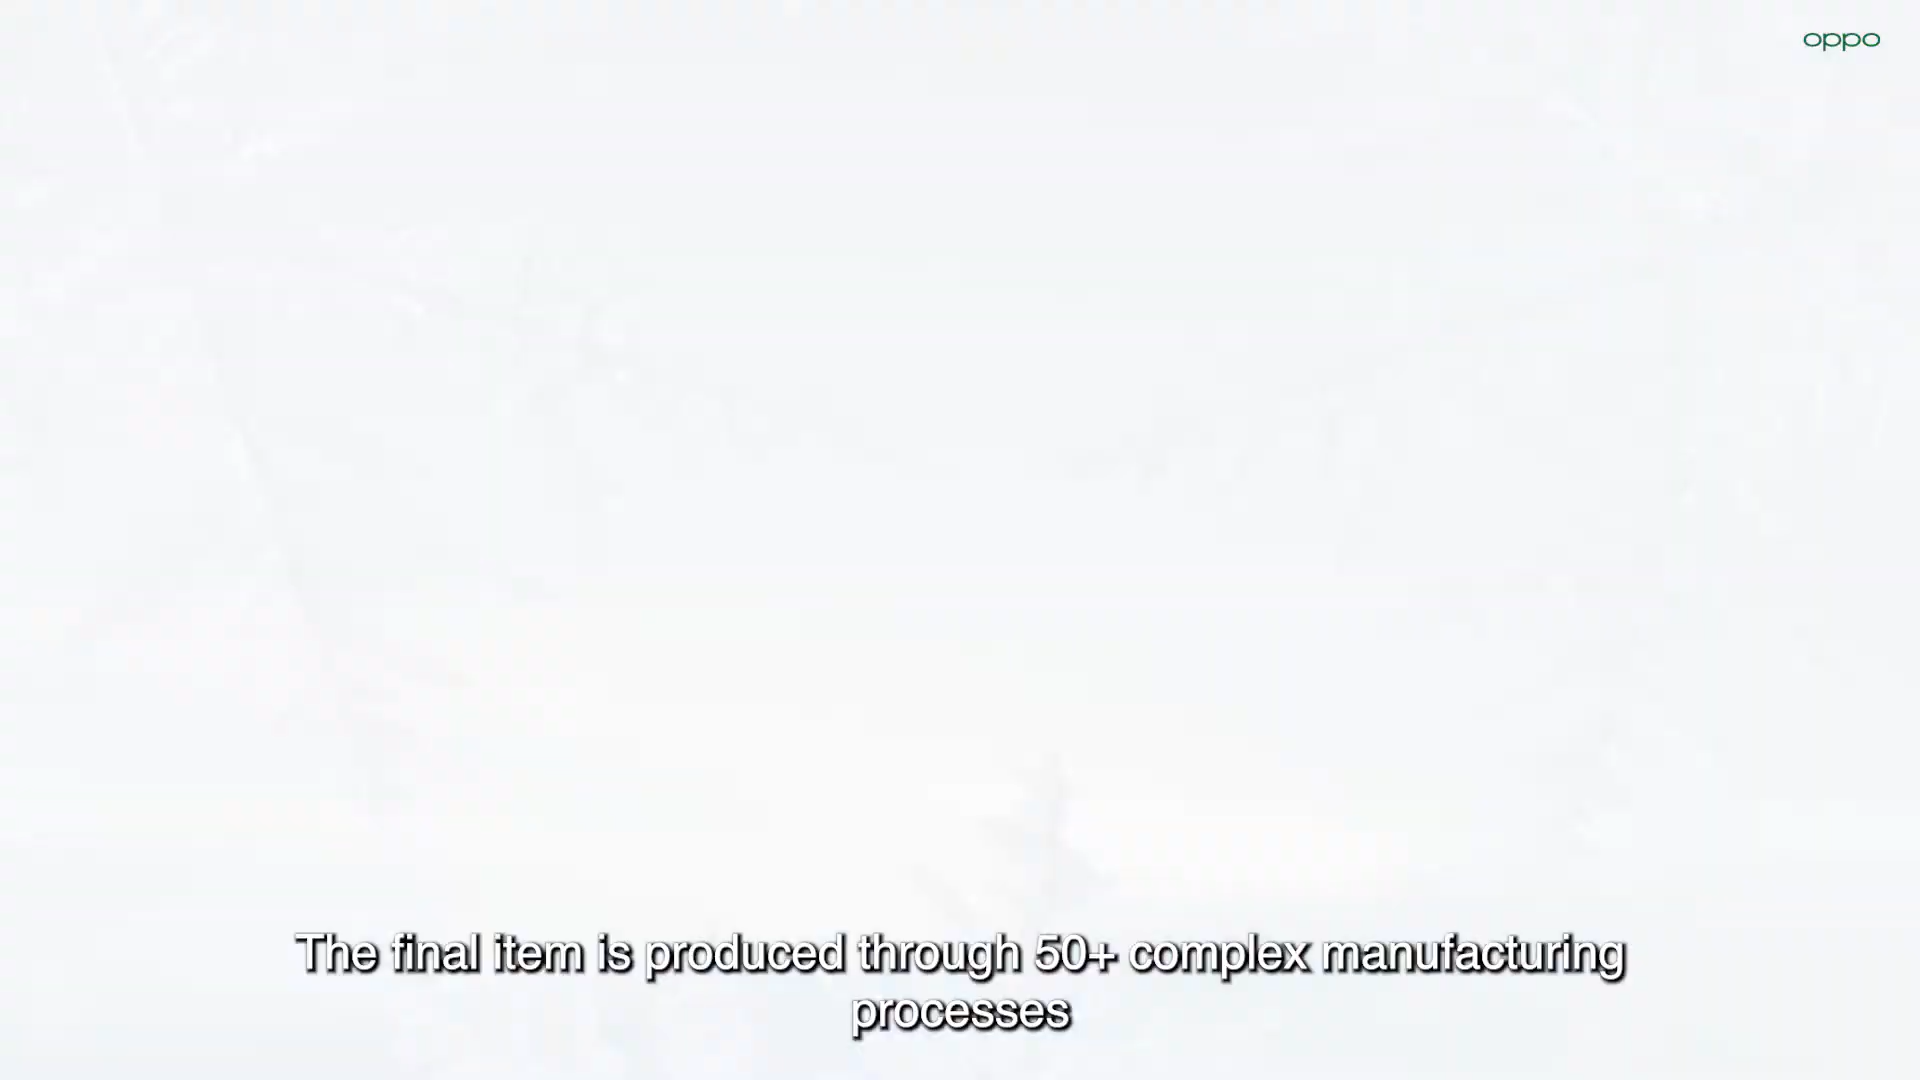 oppo
The final item is produced through 50+ complex manufacturing
processes